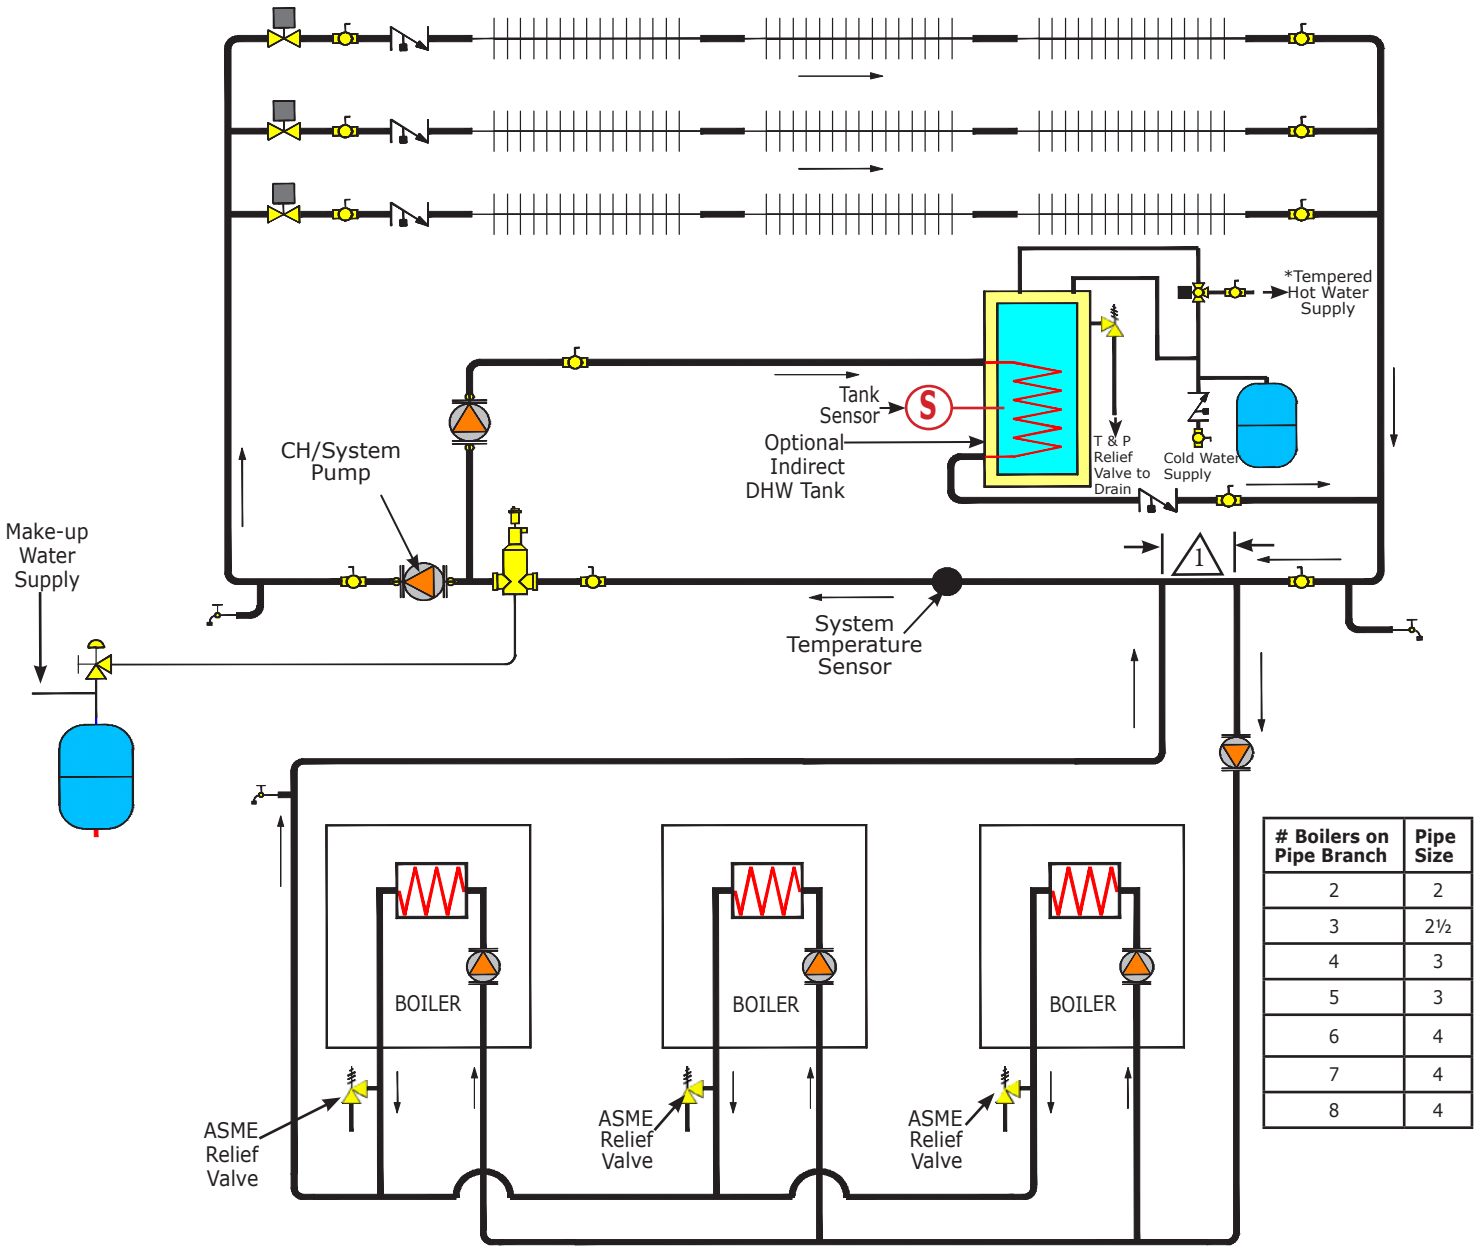 *Tempered
Hot Water
Supply
Tank
Sensor
S
Optional
Indirect
DHW Tank
T & P
Relief
Valve to
Drain
Cold Water
Supply
CH/System
Pump
Make-up
Water
Supply
1
System
Temperature
Sensor
# Boilers on
Pipe Branch
Pipe
Size
2 2
3 2½
4 3
5 3
6 4
7 4
8 4
BOILER
BOILER
BOILER
ASME
Relief
Valve
ASME
Relief
Valve
ASME
Relief
Valve